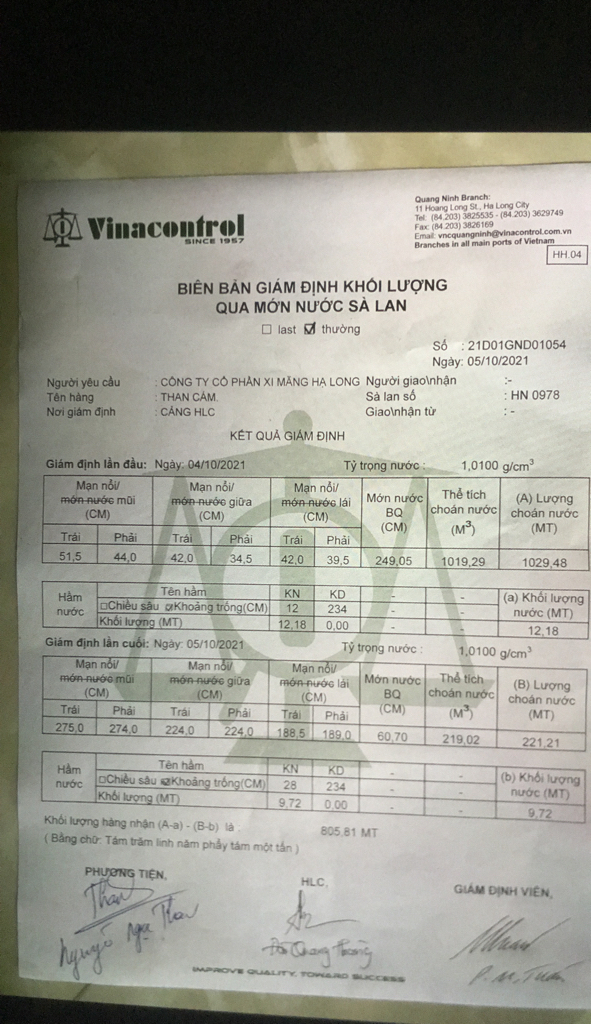 Vinacontrol
SINCE 1957
Quang Ninh Branch:
11 Hoang Long St., Ha Long City
Tel: (84.203) 3825535 - (84.203) 3629749
Fax: (84.203) 3826169
Email: vncquangninh@vinacontrol.com.vn
Branches in all main ports of Vietnam
HH.04
BIÊN BẢN GIÁM ĐỊNH KHỐI LƯỢNG
QUA MỚN NƯỚC SÀ LAN
☐ last ☑ thường
Số : 21D01GND01054
Ngày: 05/10/2021
Người yêu cầu : CÔNG TY CỔ PHẦN XI MĂNG HẠ LONG Người giao\nhận :-
Tên hàng : THAN CÁM. Sà lan số : HN 0978
Nơi giám định : CẢNG HLC Giao\nhận từ : -
KẾT QUẢ GIÁM ĐỊNH
Giám định lần đầu: Ngày: 04/10/2021 Tỷ trọng nước : 1,0100 g/cm³
Mạn nổi/ Mạn nổi/ Mạn nổi/ Mớn nước Thể tích (A) Lượng
mớn nước mũi mớn nước giữa mớn nước lái BQ choán nước choán nước
(CM) (CM) (CM) (CM) (M³) (MT)
Trái Phải Trái Phải Trái Phải
51,5 44,0 42,0 34,5 42,0 39,5 249,05 1019,29 1029,48
Hầm nước Tên hầm KN KD - - (a) Khối lượng
☐Chiều sâu ☑Khoảng trống(CM) 12 234 - - nước (MT)
Khối lượng (MT) 12,18 0,00 - - 12,18
Giám định lần cuối: Ngày: 05/10/2021 Tỷ trọng nước : 1,0100 g/cm³
Mạn nổi/ Mạn nổi/ Mạn nổi/ Mớn nước Thể tích (B) Lượng
mớn nước mũi mớn nước giữa mớn nước lái BQ choán nước choán nước
(CM) (CM) (CM) (CM) (M³) (MT)
Trái Phải Trái Phải Trái Phải
275,0 274,0 224,0 224,0 188,5 189,0 60,70 219,02 221,21
Hầm nước Tên hầm KN KD - - (b) Khối lượng
☐Chiều sâu ☑Khoảng trống(CM) 28 234 - - nước (MT)
Khối lượng (MT) 9,72 0,00 - - 9,72
Khối lượng hàng nhận (A-a) - (B-b) là : 805,81 MT
( Bằng chữ: Tám trăm linh năm phẩy tám một tấn )
PHƯƠNG TIỆN, HLC, GIÁM ĐỊNH VIÊN,
IMPROVE QUALITY, TOWARD SUCCESS